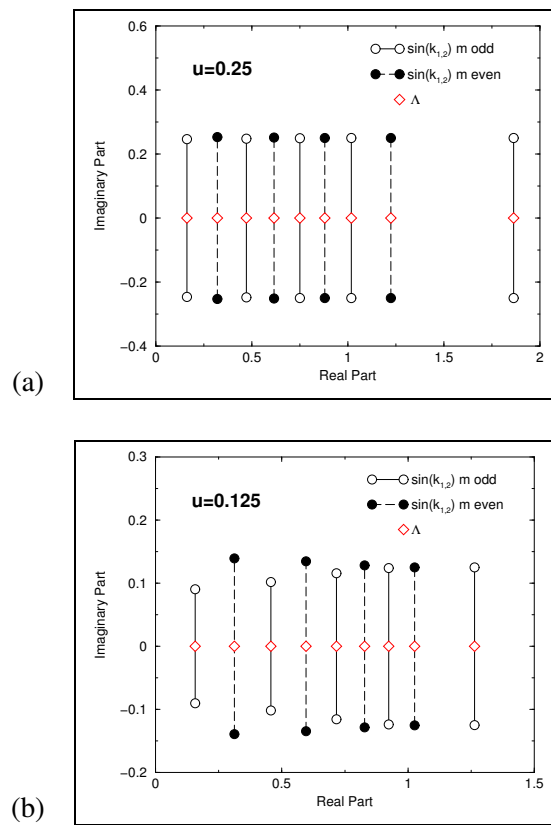 0.6
sin(k1,2) m odd
u=0.25
sin(k1,2) m even
0.4
Λ
0.2
Imaginary Part
0
−0.2
−0.4
0
0.5
1
1.5
2
Real Part
(a)
0.3
sin(k1,2) m odd
u=0.125
sin(k1,2) m even
0.2
Λ
0.1
Imaginary Part
0
−0.1
−0.2
0
0.5
1
1.5
Real Part
(b)